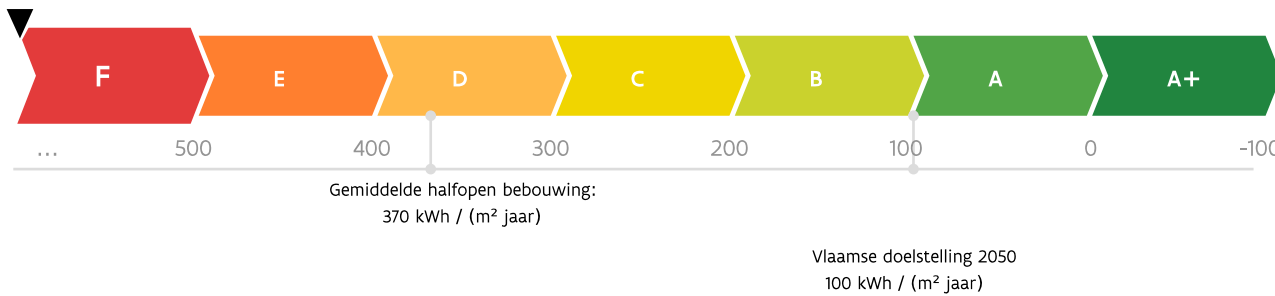 F E D C B A A+
... 500 400 300 200 100 0 -100
Gemiddelde halfopen bebouwing:
370 kWh / (m² jaar)
Vlaamse doelstelling 2050
100 kWh / (m² jaar)